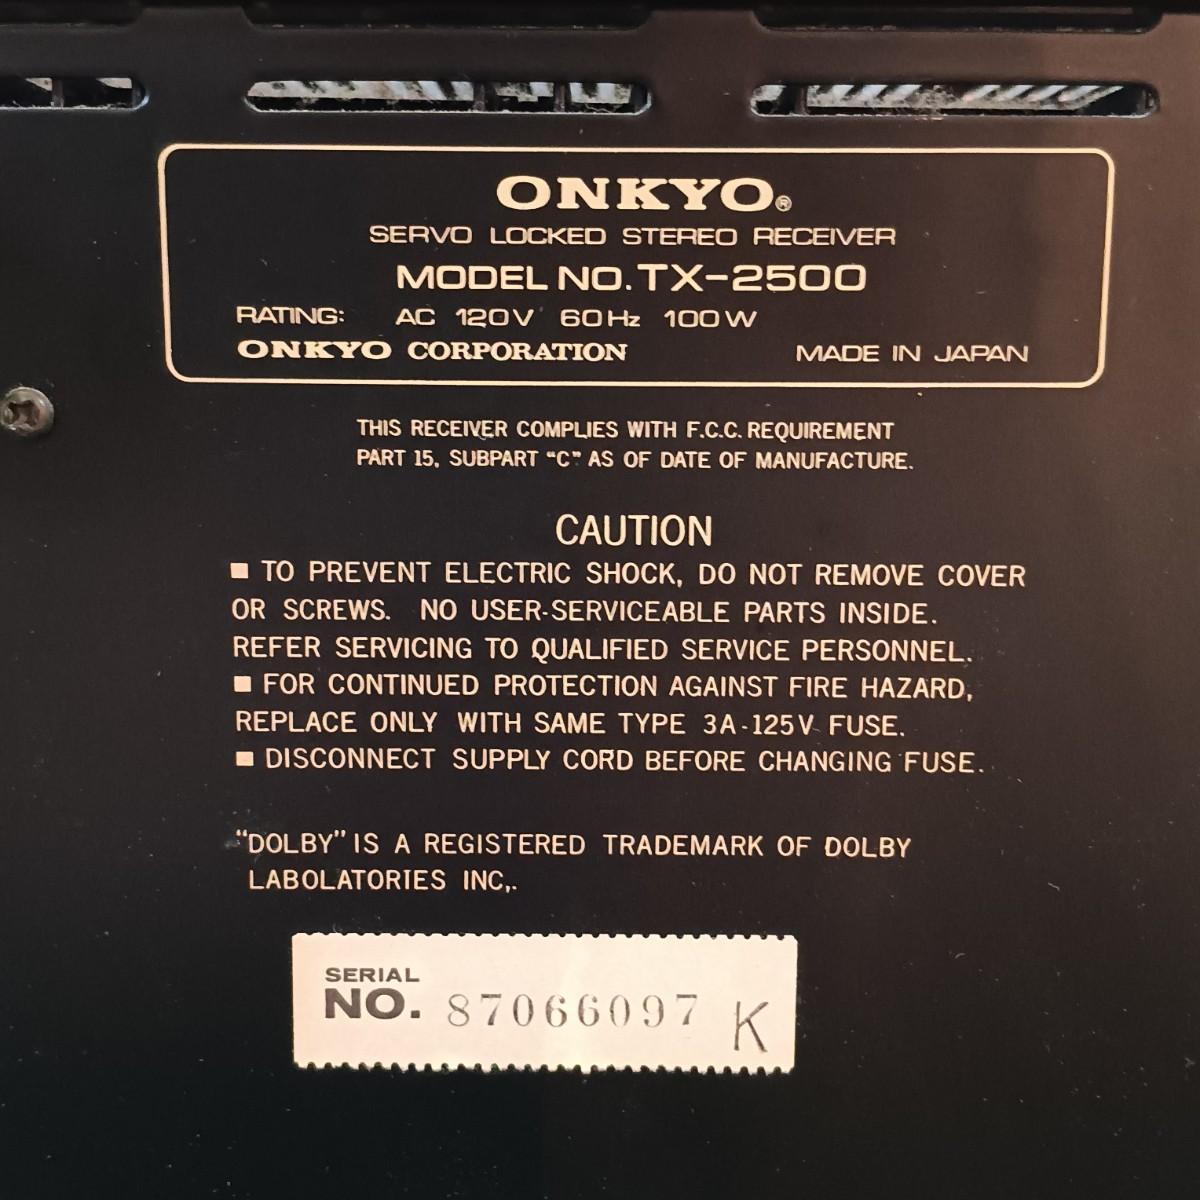 ONKYO®
SERVO LOCKED STEREO RECEIVER
MODEL NO. TX-2500
RATING: AC 120V 60Hz 100W
ONKYO CORPORATION MADE IN JAPAN
THIS RECEIVER COMPLIES WITH F.C.C. REQUIREMENT
PART 15, SUBPART "C" AS OF DATE OF MANUFACTURE.
CAUTION
■ TO PREVENT ELECTRIC SHOCK, DO NOT REMOVE COVER
OR SCREWS. NO USER-SERVICEABLE PARTS INSIDE.
REFER SERVICING TO QUALIFIED SERVICE PERSONNEL.
■ FOR CONTINUED PROTECTION AGAINST FIRE HAZARD,
REPLACE ONLY WITH SAME TYPE 3A-125V FUSE.
■ DISCONNECT SUPPLY CORD BEFORE CHANGING FUSE.
"DOLBY" IS A REGISTERED TRADEMARK OF DOLBY
LABOLATORIES INC,.
SERIAL
NO. 87066097 K